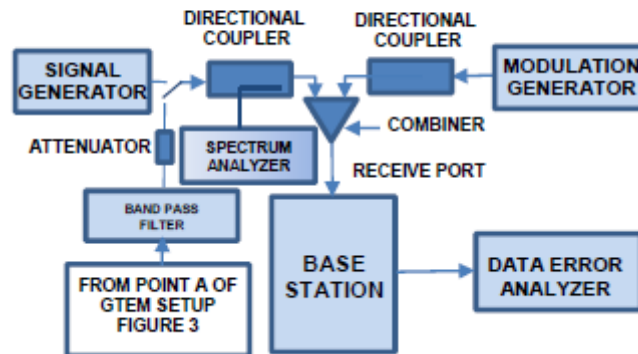 DIRECTIONAL
COUPLER
DIRECTIONAL
COUPLER
SIGNAL
GENERATOR
MODULATION
GENERATOR
ATTENUATOR
SPECTRUM
ANALYZER
COMBINER
RECEIVE PORT
BAND PASS
FILTER
BASE
STATION
DATA ERROR
ANALYZER
FROM POINT A OF
GTEM SETUP
FIGURE 3